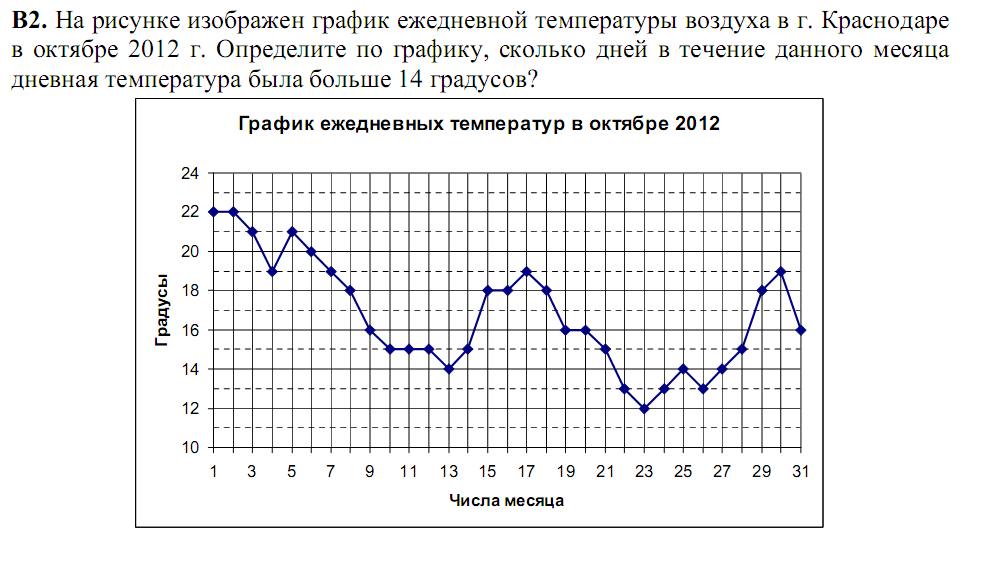 В2. На рисунке изображен график ежедневной температуры воздуха в г. Краснодаре
в октябре 2012 г. Определите по графику, сколько дней в течение данного месяца
дневная температура была больше 14 градусов?
График ежедневных температур в октябре 2012
24
22
20
18
16
14
12
10
Градусы
1 3 5 7 9 11 13 15 17 19 21 23 25 27 29 31
Числа месяца